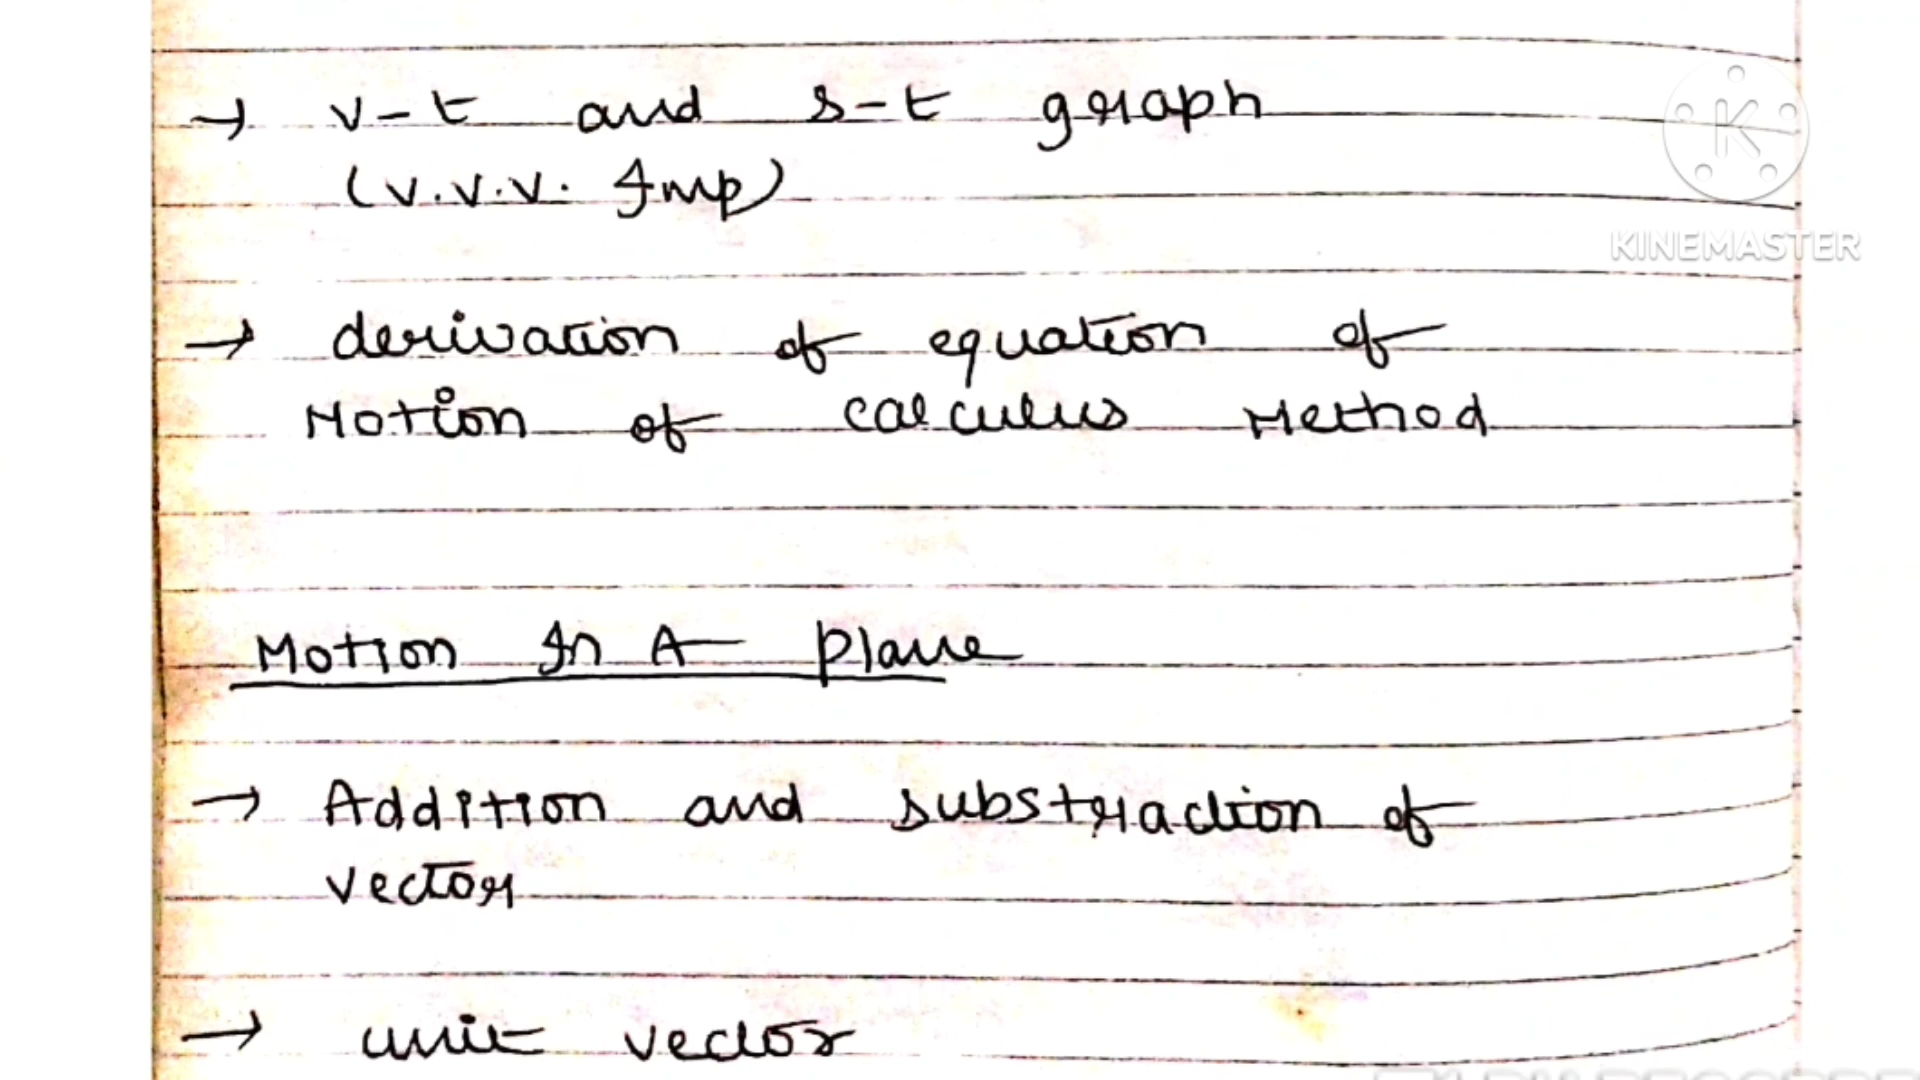 → v-t and s-t graph
(v.v.v. Imp)
→ derivation of equation of
Motion of calculus Method
Motion In A Plane
→ Addition and substraction of
vector
→ unit vector
KINEMASTER